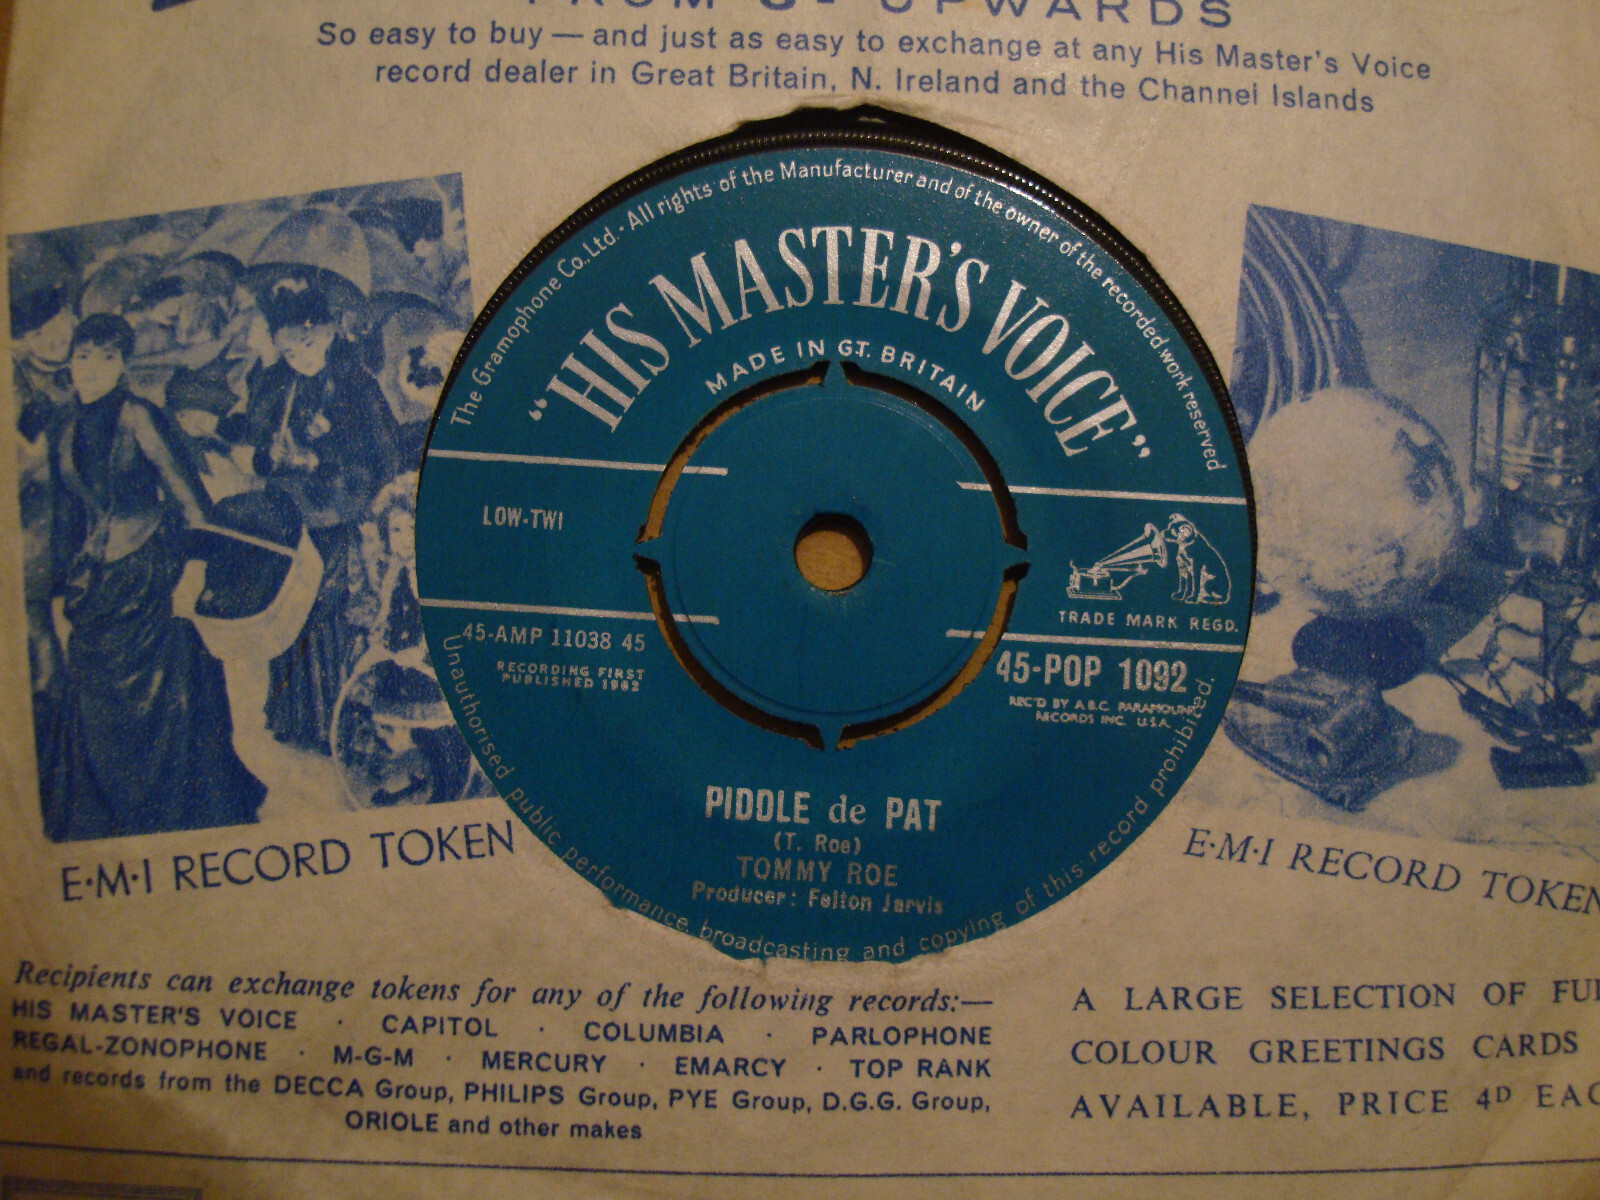 UPWARDS
So easy to buy — and just as easy to exchange at any His Master's Voice
record dealer in Great Britain, N. Ireland and the Channel Islands
The Gramophone Co. Ltd. · All rights of the Manufacturer and of the owner of the recorded work reserved
"HIS MASTER'S VOICE"
MADE IN GT. BRITAIN
LOW-TWI
TRADE MARK REGD.
45-AMP 11038 45
RECORDING FIRST
PUBLISHED 1962
45-POP 1092
REC'D BY A.B.C. PARAMOUNT
RECORDS INC. U.S.A.
PIDDLE de PAT
(T. Roe)
TOMMY ROE
Producer: Felton Jarvis
Unauthorised public performance, broadcasting and copying of this record prohibited.
E·M·I RECORD TOKEN
E·M·I RECORD TOKEN
Recipients can exchange tokens for any of the following records:—
HIS MASTER'S VOICE · CAPITOL · COLUMBIA · PARLOPHONE
REGAL-ZONOPHONE · M-G-M · MERCURY · EMARCY · TOP RANK
and records from the DECCA Group, PHILIPS Group, PYE Group, D.G.G. Group,
ORIOLE and other makes
A LARGE SELECTION OF FU
COLOUR GREETINGS CARDS
AVAILABLE, PRICE 4D EAC